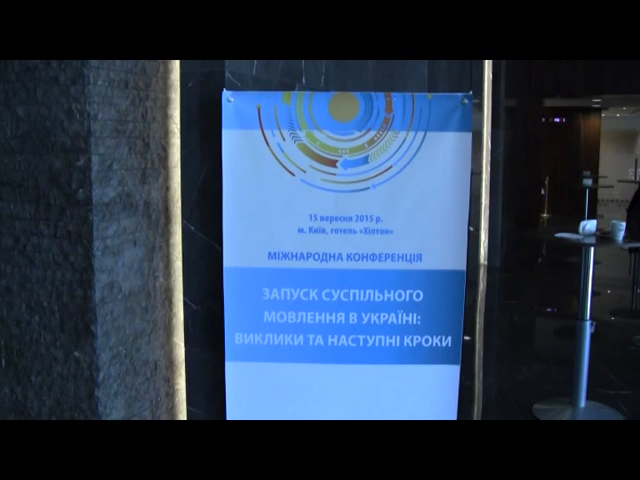 15 вересня 2015 р.
м. Київ, готель «Хілтон»
МІЖНАРОДНА КОНФЕРЕНЦІЯ
ЗАПУСК СУСПІЛЬНОГО
МОВЛЕННЯ В УКРАЇНІ:
ВИКЛИКИ ТА НАСТУПНІ КРОКИ